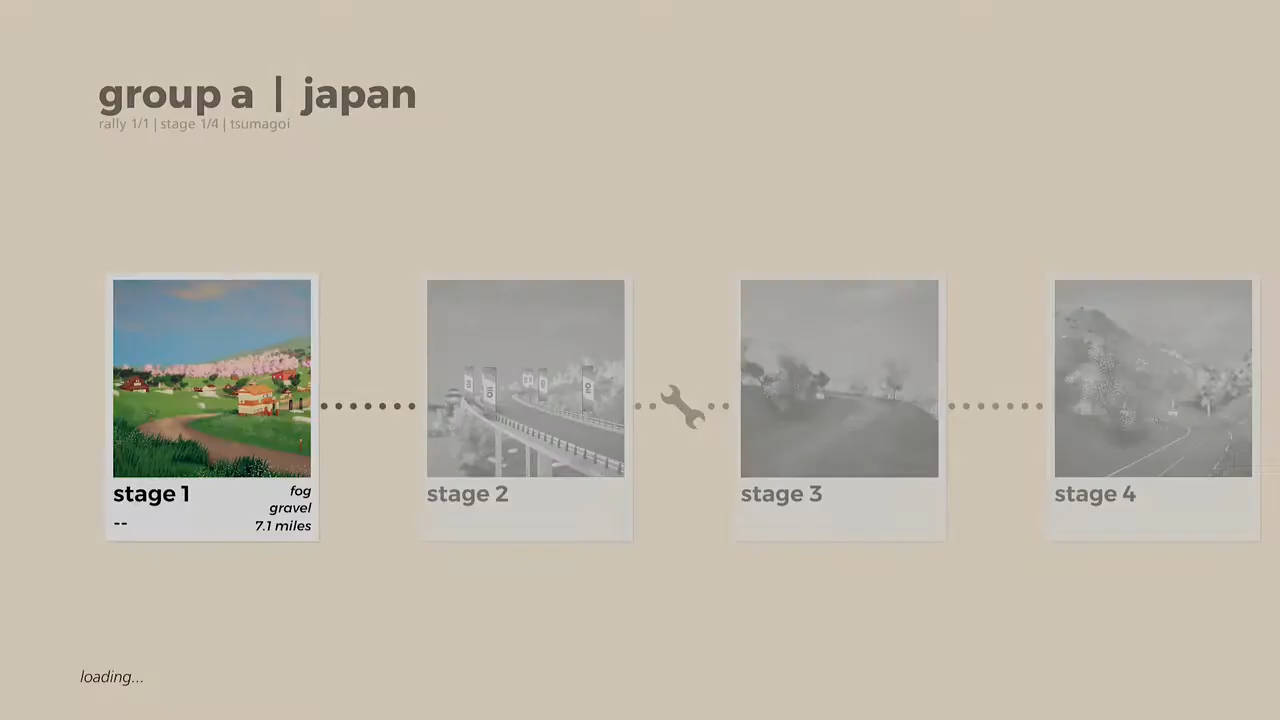 group a | japan
rally 1/1 | stage 1/4 | tsumagoi
stage 1
fog
gravel
--
7.1 miles
stage 2
stage 3
stage 4
loading...